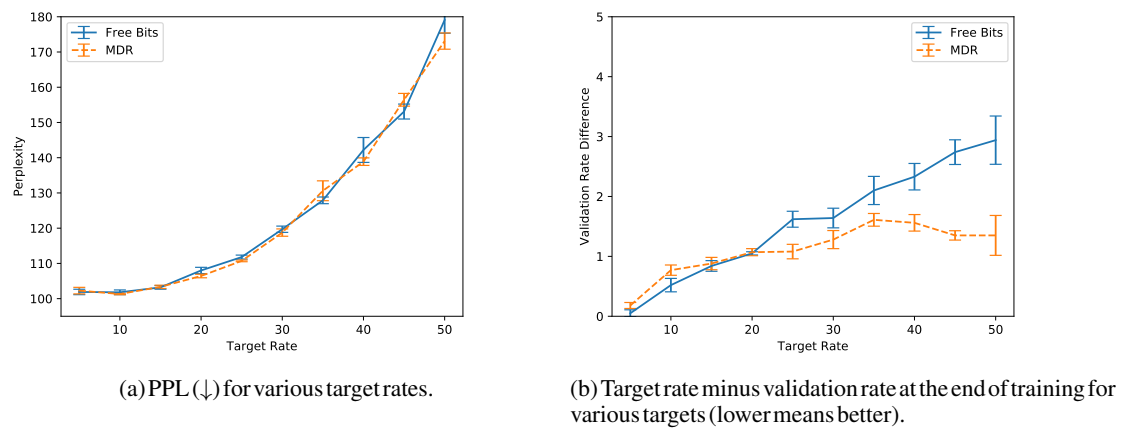 180
170
160
150
140
130
120
110
100
Perplexity
Free Bits
MDR
10
20
30
40
50
Target Rate
(a) PPL (↓) for various target rates.
5
4
3
2
1
0
Validation Rate Difference
Free Bits
MDR
10
20
30
40
50
Target Rate
(b) Target rate minus validation rate at the end of training for
various targets (lower means better).